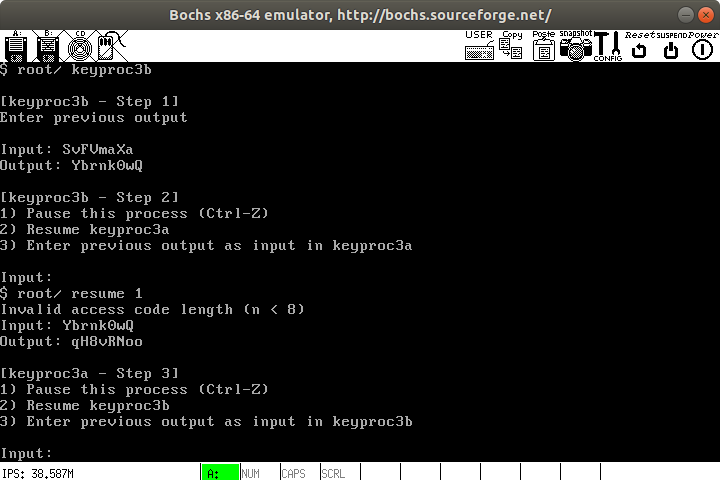 Bochs x86-64 emulator, http://bochs.sourceforge.net/
A: B: CD USER Copy Paste Snapshot CONFIG Reset SUSPEND Power
$ root/ keyproc3b
[keyproc3b - Step 1]
Enter previous output
Input: SvFVmaXa
Output: Ybrnk0wQ
[keyproc3b - Step 2]
1) Pause this process (Ctrl-Z)
2) Resume keyproc3a
3) Enter previous output as input in keyproc3a
Input:
$ root/ resume 1
Invalid access code length (n < 8)
Input: Ybrnk0wQ
Output: qH8vRNoo
[keyproc3a - Step 3]
1) Pause this process (Ctrl-Z)
2) Resume keyproc3b
3) Enter previous output as input in keyproc3b
Input:
IPS: 38.587M A: NUM CAPS SCRL